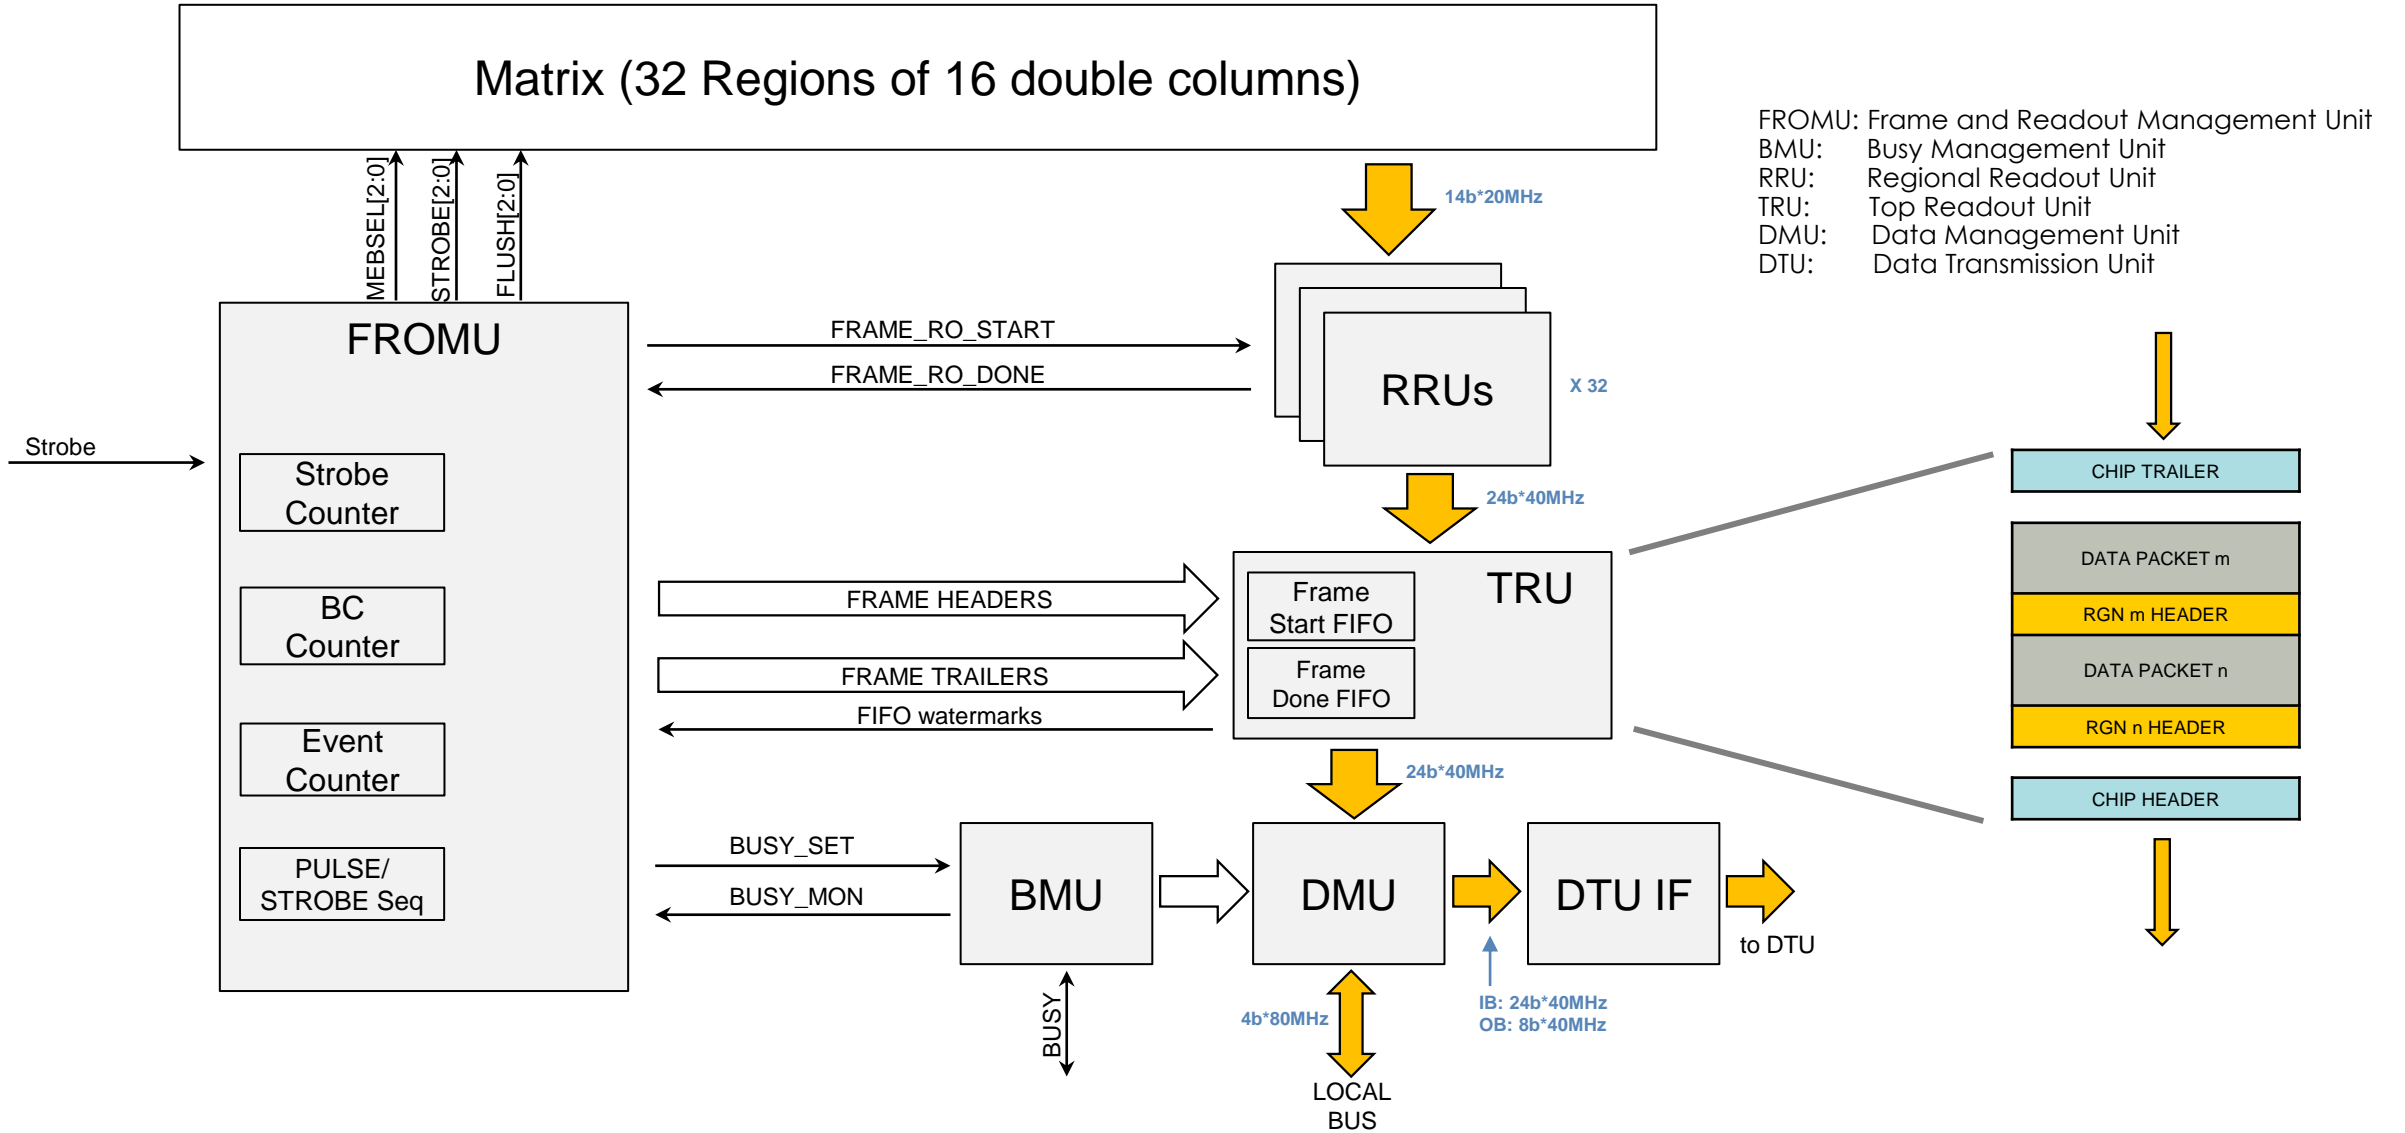 Matrix (32 Regions of 16 double columns)
FROMU: Frame and Readout Management Unit
BMU: Busy Management Unit
RRU: Regional Readout Unit
TRU: Top Readout Unit
DMU: Data Management Unit
DTU: Data Transmission Unit
MEBSEL[2:0]
STROBE[2:0]
FLUSH[2:0]
14b*20MHz
FROMU
FRAME_RO_START
FRAME_RO_DONE
RRUs
X 32
Strobe
Strobe
Counter
24b*40MHz
CHIP TRAILER
BC
Counter
FRAME HEADERS
Frame
Start FIFO
TRU
DATA PACKET m
RGN m HEADER
FRAME TRAILERS
Frame
Done FIFO
DATA PACKET n
FIFO watermarks
RGN n HEADER
Event
Counter
24b*40MHz
CHIP HEADER
PULSE/
STROBE Seq
BUSY_SET
BUSY_MON
BMU
DMU
DTU IF
to DTU
BUSY
4b*80MHz
IB: 24b*40MHz
OB: 8b*40MHz
LOCAL
BUS